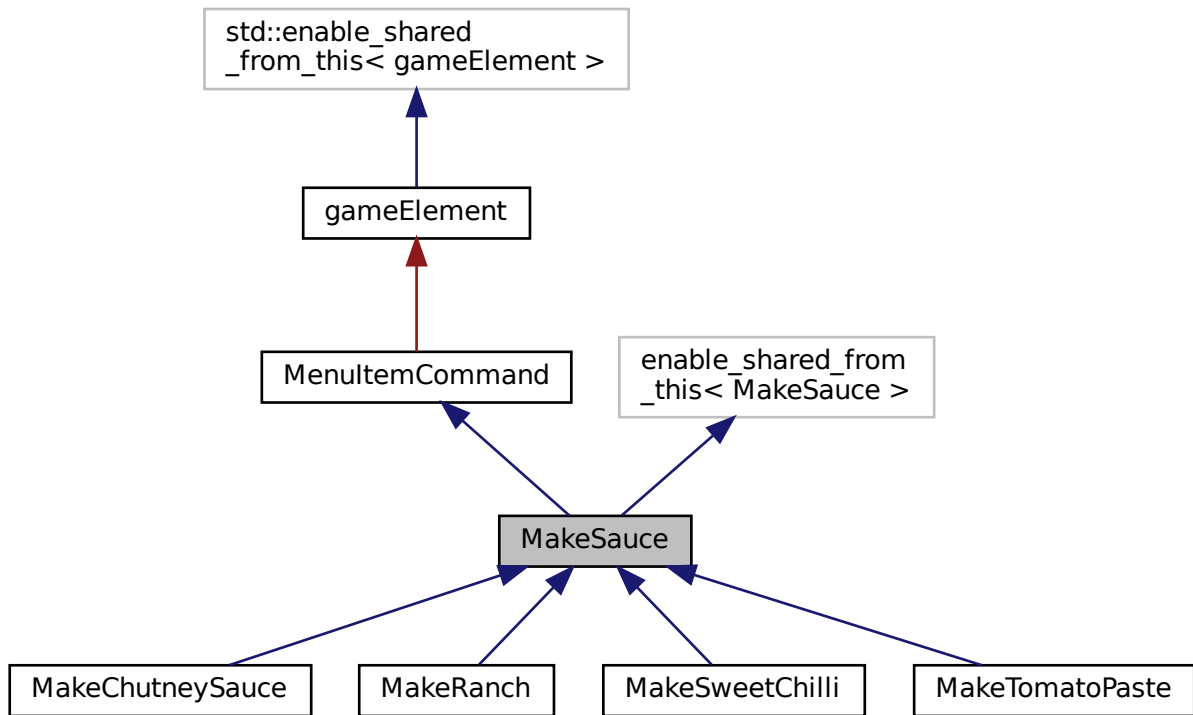 std::enable_shared
_from_this< gameElement >
gameElement
MenuItemCommand
enable_shared_from
_this< MakeSauce >
MakeSauce
MakeChutneySauce
MakeRanch
MakeSweetChilli
MakeTomatoPaste